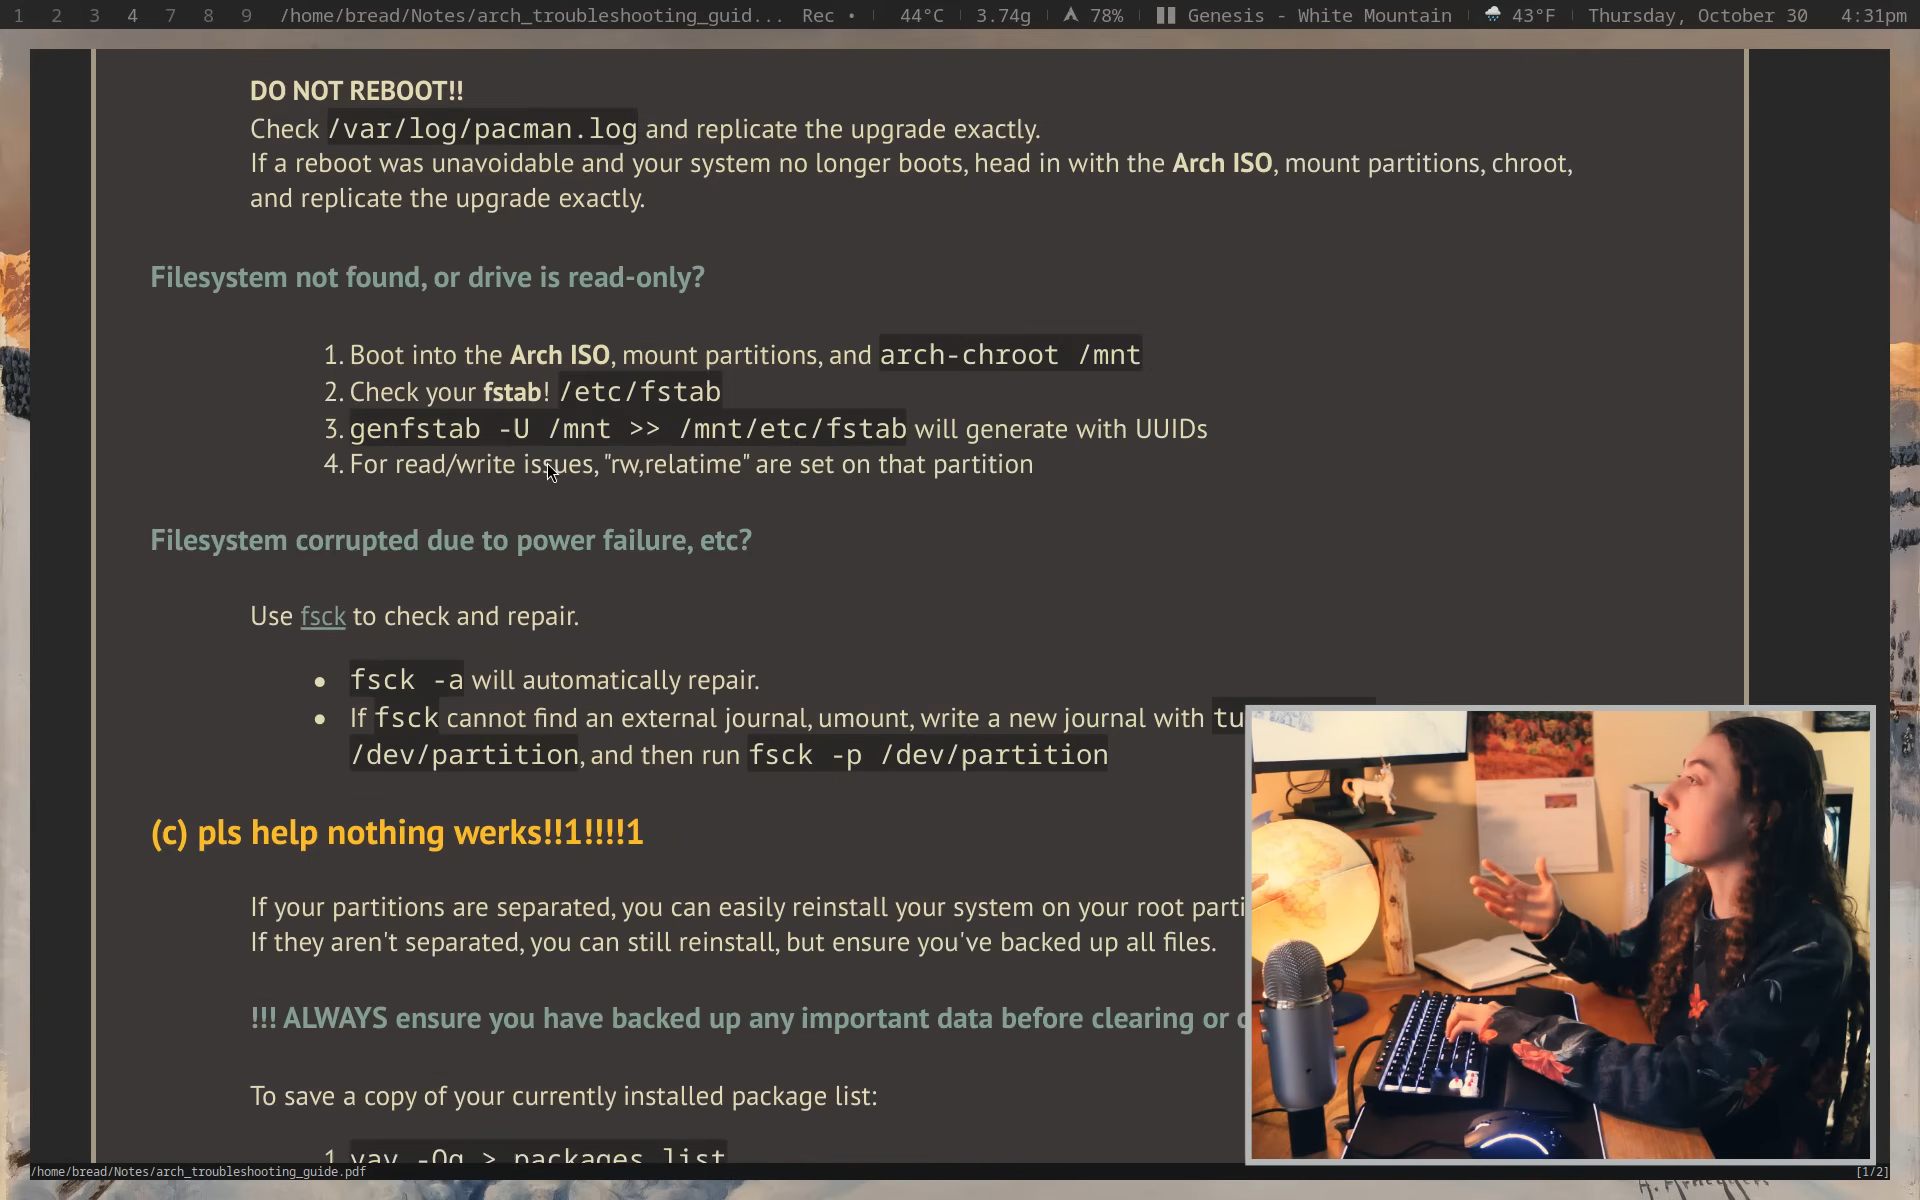 1 2 3 4 7 8 9 /home/bread/Notes/arch_troubleshooting_guid... Rec • 44°C 3.74g 78% Genesis - White Mountain 43°F Thursday, October 30 4:31pm
DO NOT REBOOT!!
Check /var/log/pacman.log and replicate the upgrade exactly.
If a reboot was unavoidable and your system no longer boots, head in with the Arch ISO, mount partitions, chroot,
and replicate the upgrade exactly.
Filesystem not found, or drive is read-only?
1. Boot into the Arch ISO, mount partitions, and arch-chroot /mnt
2. Check your fstab! /etc/fstab
3. genfstab -U /mnt >> /mnt/etc/fstab will generate with UUIDs
4. For read/write issues, "rw,relatime" are set on that partition
Filesystem corrupted due to power failure, etc?
Use fsck to check and repair.
• fsck -a will automatically repair.
• If fsck cannot find an external journal, umount, write a new journal with tu
/dev/partition, and then run fsck -p /dev/partition
(c) pls help nothing werks!!1!!!!1
If your partitions are separated, you can easily reinstall your system on your root parti
If they aren't separated, you can still reinstall, but ensure you've backed up all files.
!!! ALWAYS ensure you have backed up any important data before clearing or
To save a copy of your currently installed package list:
1. yay -Qq > packages.list
/home/bread/Notes/arch_troubleshooting_guide.pdf [1/2]